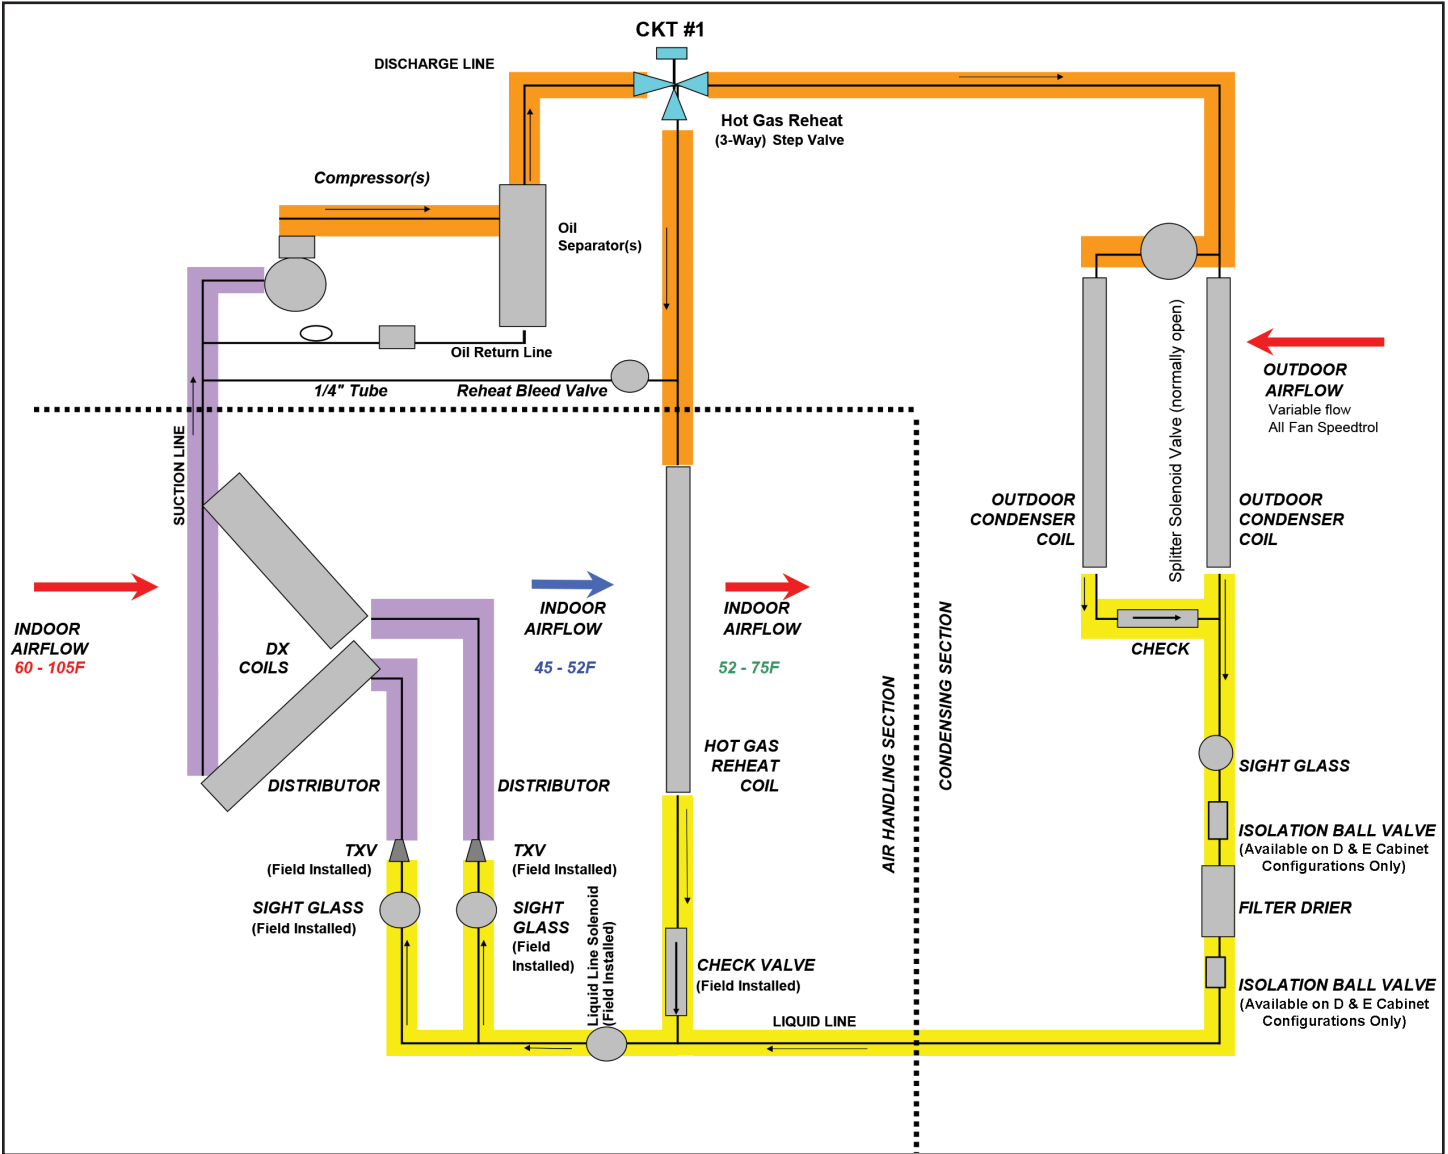 CKT #1
DISCHARGE LINE
Hot Gas Reheat
(3-Way) Step Valve
Compressor(s)
Oil
Separator(s)
Oil Return Line
1/4" Tube
Reheat Bleed Valve
SUCTION LINE
Splitter Solenoid Valve (normally open)
OUTDOOR
AIRFLOW
Variable flow
All Fan Speedtrol
OUTDOOR
CONDENSER
COIL
OUTDOOR
CONDENSER
COIL
INDOOR
AIRFLOW
60 - 105F
DX
COILS
INDOOR
AIRFLOW
45 - 52F
INDOOR
AIRFLOW
52 - 75F
CHECK
AIR HANDLING SECTION
CONDENSING SECTION
HOT GAS
REHEAT
COIL
DISTRIBUTOR
DISTRIBUTOR
SIGHT GLASS
TXV
(Field Installed)
TXV
(Field Installed)
ISOLATION BALL VALVE
(Available on D & E Cabinet
Configurations Only)
SIGHT GLASS
(Field Installed)
SIGHT
GLASS
(Field
Installed)
Liquid Line Solenoid
(Field Installed)
FILTER DRIER
CHECK VALVE
(Field Installed)
ISOLATION BALL VALVE
(Available on D & E Cabinet
Configurations Only)
LIQUID LINE